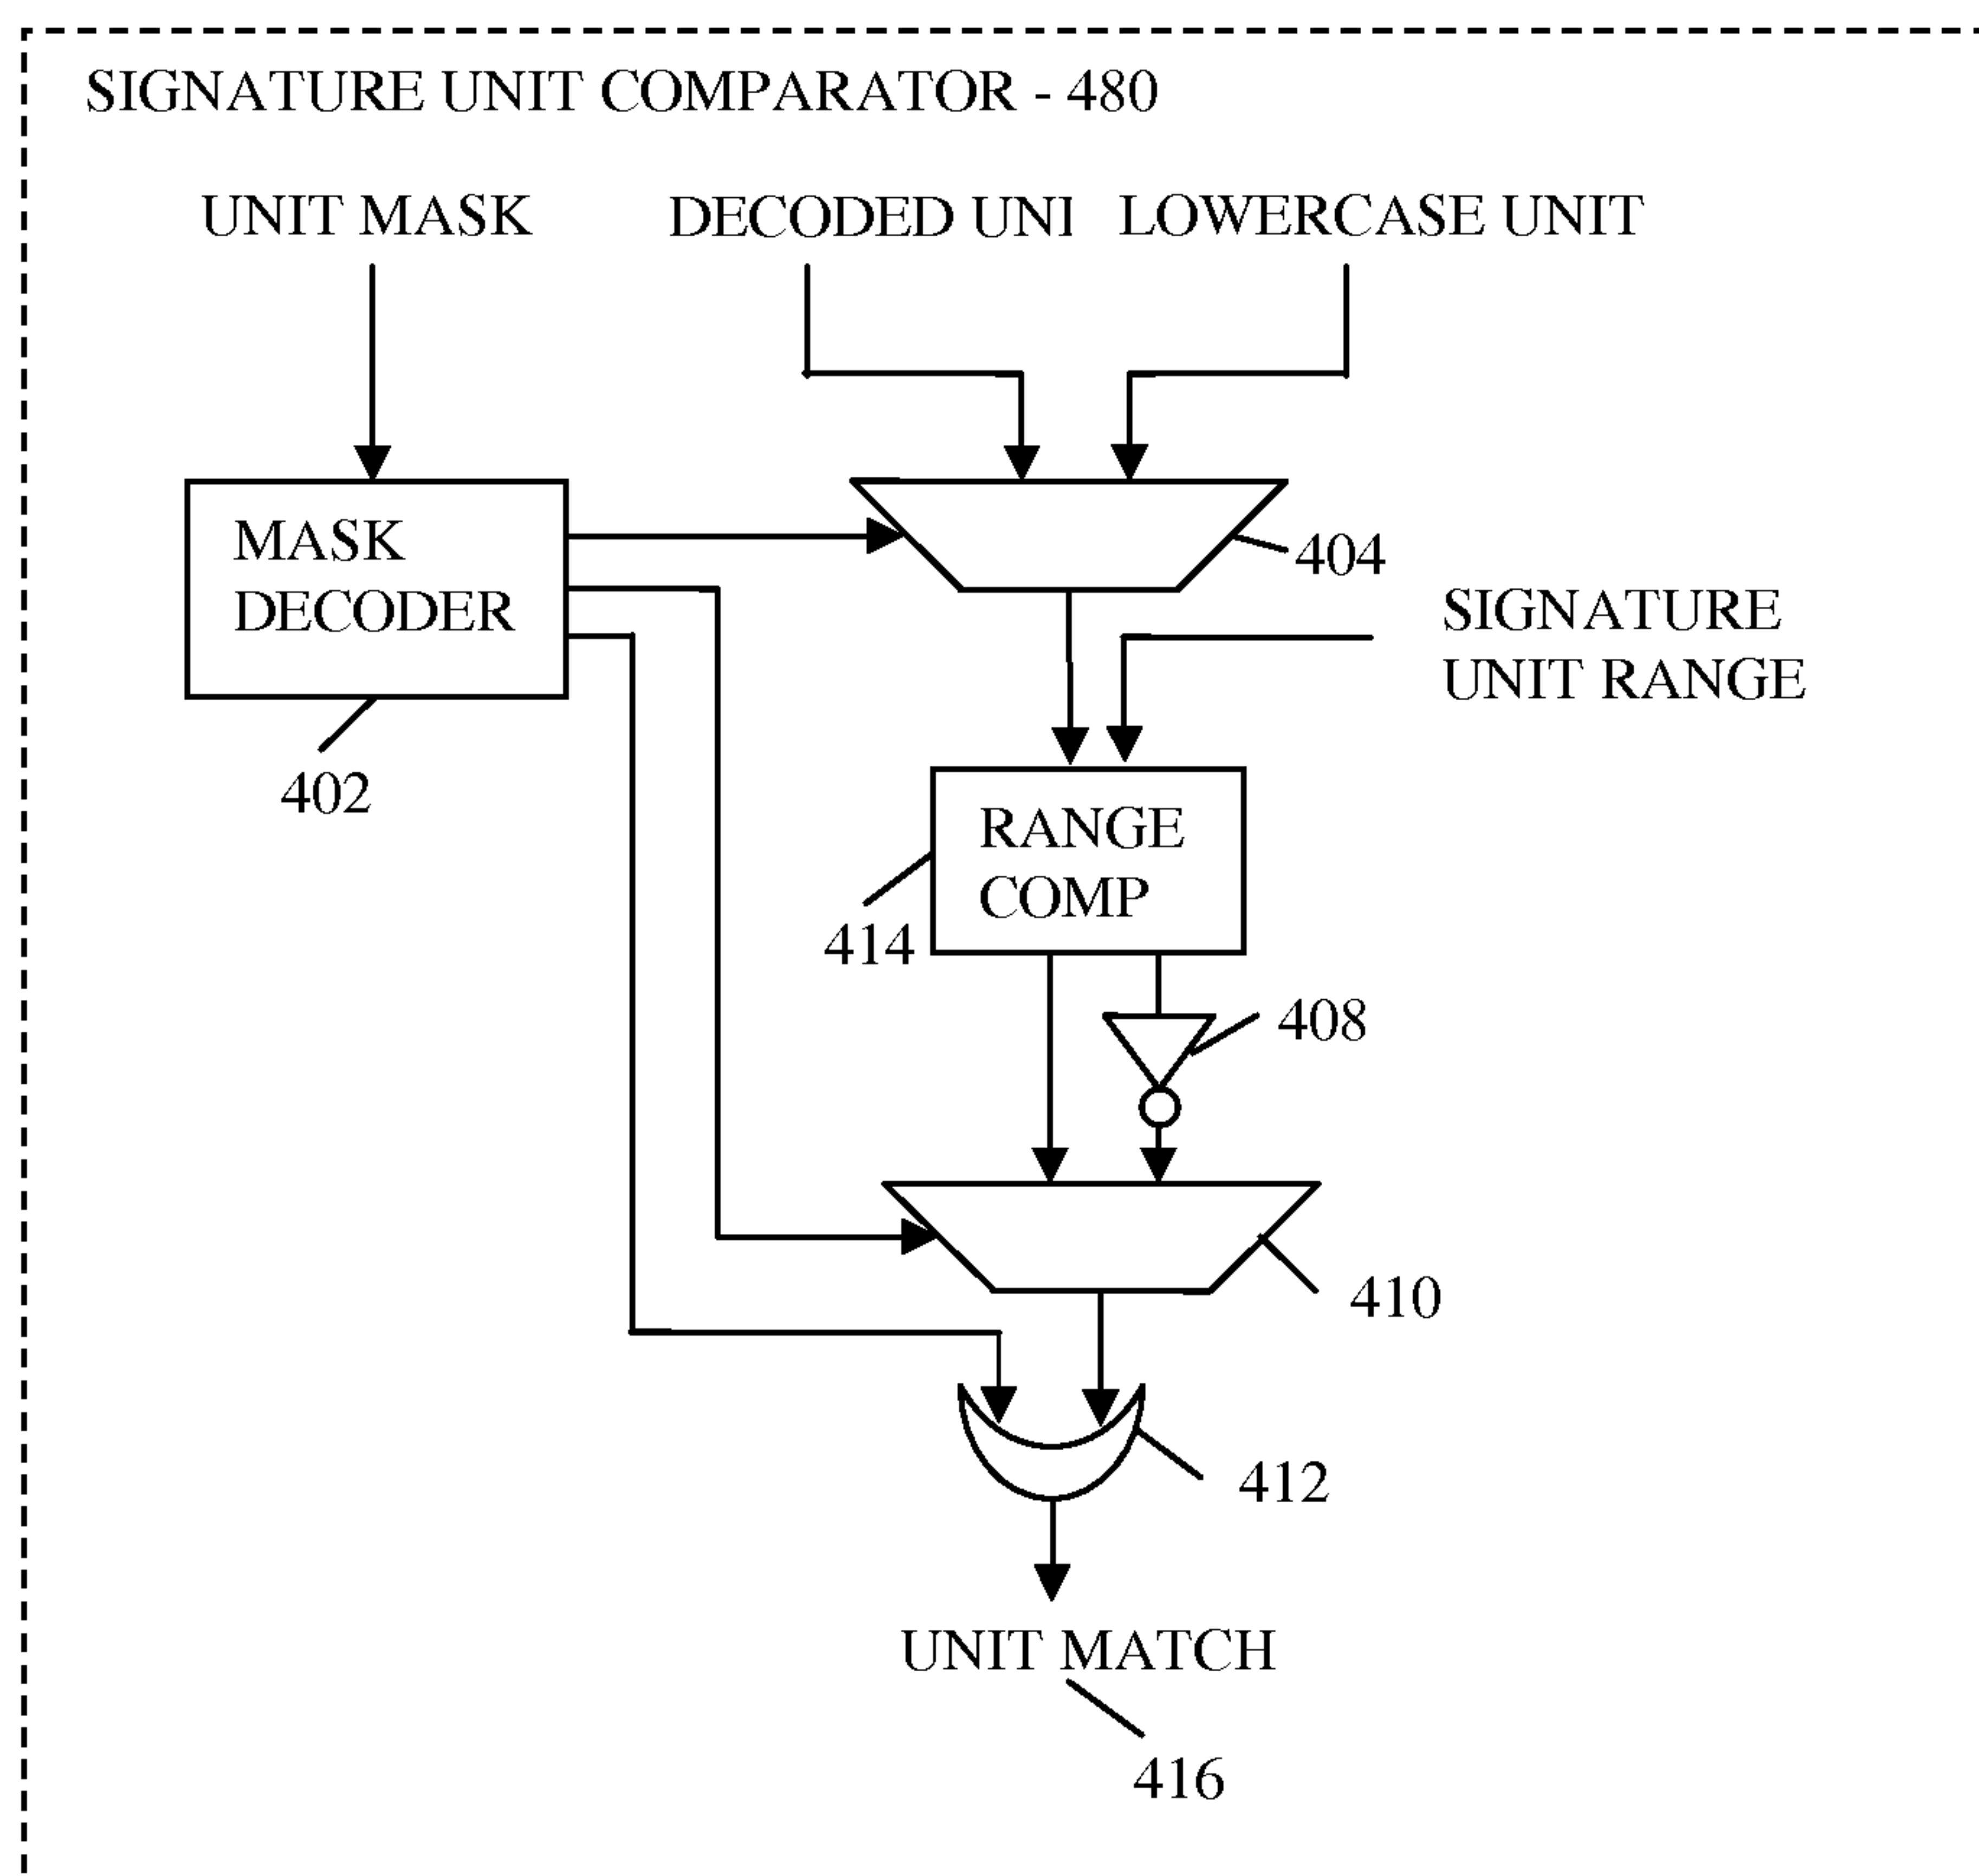 SIGNATURE UNIT COMPARATOR - 480
UNIT MASK
DECODED UNI
LOWERCASE UNIT
MASK
DECODER
404
SIGNATURE
UNIT RANGE
402
RANGE
COMP
414
408
410
412
UNIT MATCH
416